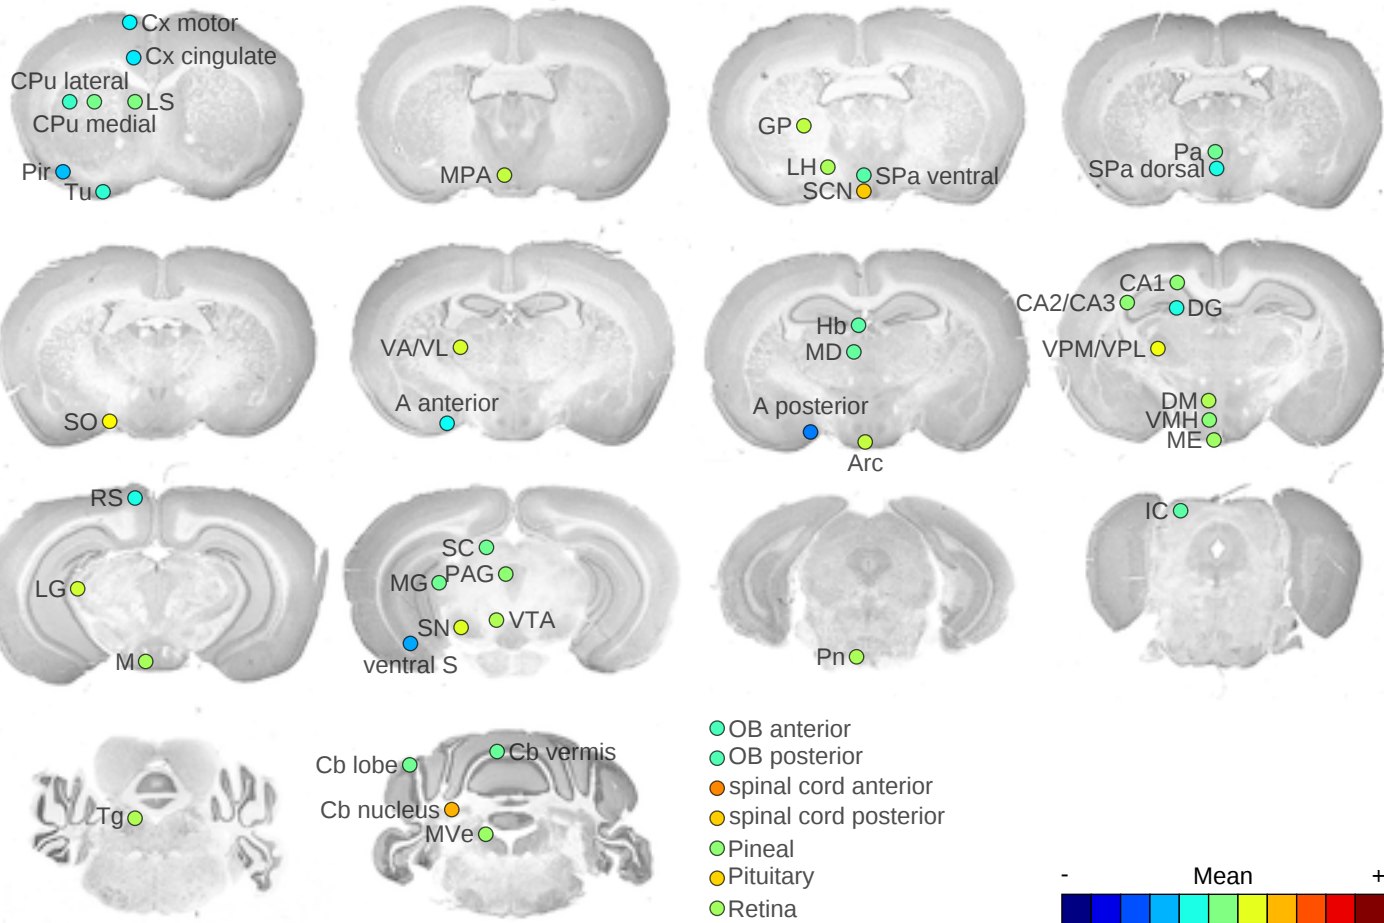 Cx motor
Cx cingulate
CPu lateral
LS
CPu medial
Pir
Tu
MPA
GP
LH
SPa ventral
SCN
Pa
SPa dorsal
SO
VA/VL
A anterior
Hb
MD
A posterior
Arc
CA1
CA2/CA3
DG
VPM/VPL
DM
VMH
ME
RS
LG
M
SC
MG
PAG
SN
VTA
ventral S
Pn
IC
Tg
Cb lobe
Cb vermis
Cb nucleus
MVe
OB anterior
OB posterior
spinal cord anterior
spinal cord posterior
Pineal
Pituitary
Retina
- Mean +